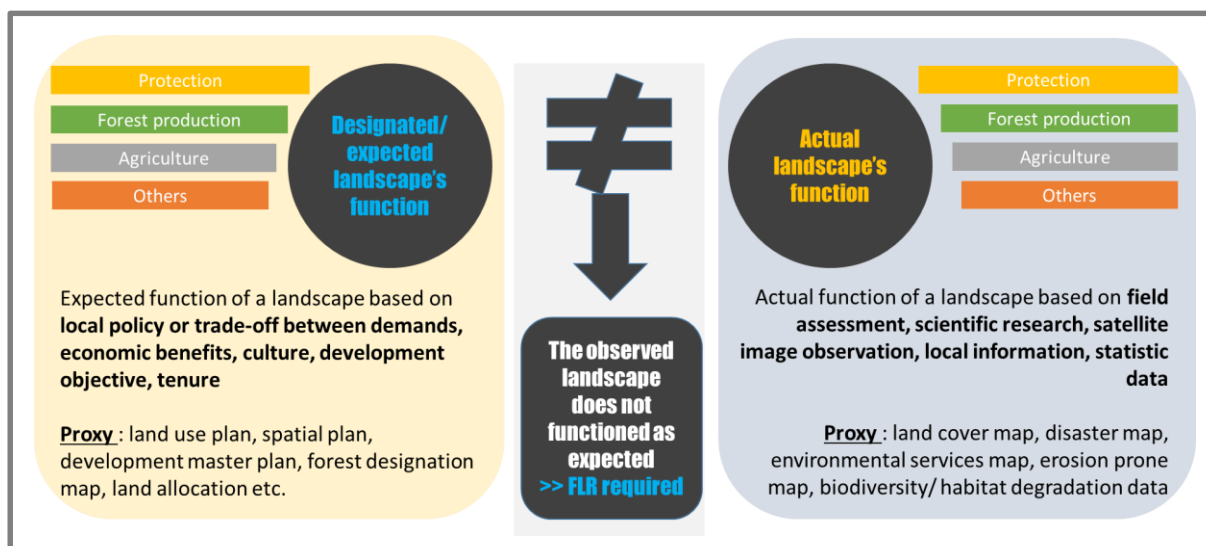 Protection
Forest production
Agriculture
Others
Designated/
expected
landscape's
function
Expected function of a landscape based on
local policy or trade-off between demands,
economic benefits, culture, development
objective, tenure
Proxy : land use plan, spatial plan,
development master plan, forest designation
map, land allocation etc.
The observed
landscape
does not
functioned as
expected
>> FLR required
Actual
landscape's
function
Protection
Forest production
Agriculture
Others
Actual function of a landscape based on field
assessment, scientific research, satellite
image observation, local information, statistic
data
Proxy : land cover map, disaster map,
environmental services map, erosion prone
map, biodiversity/ habitat degradation data